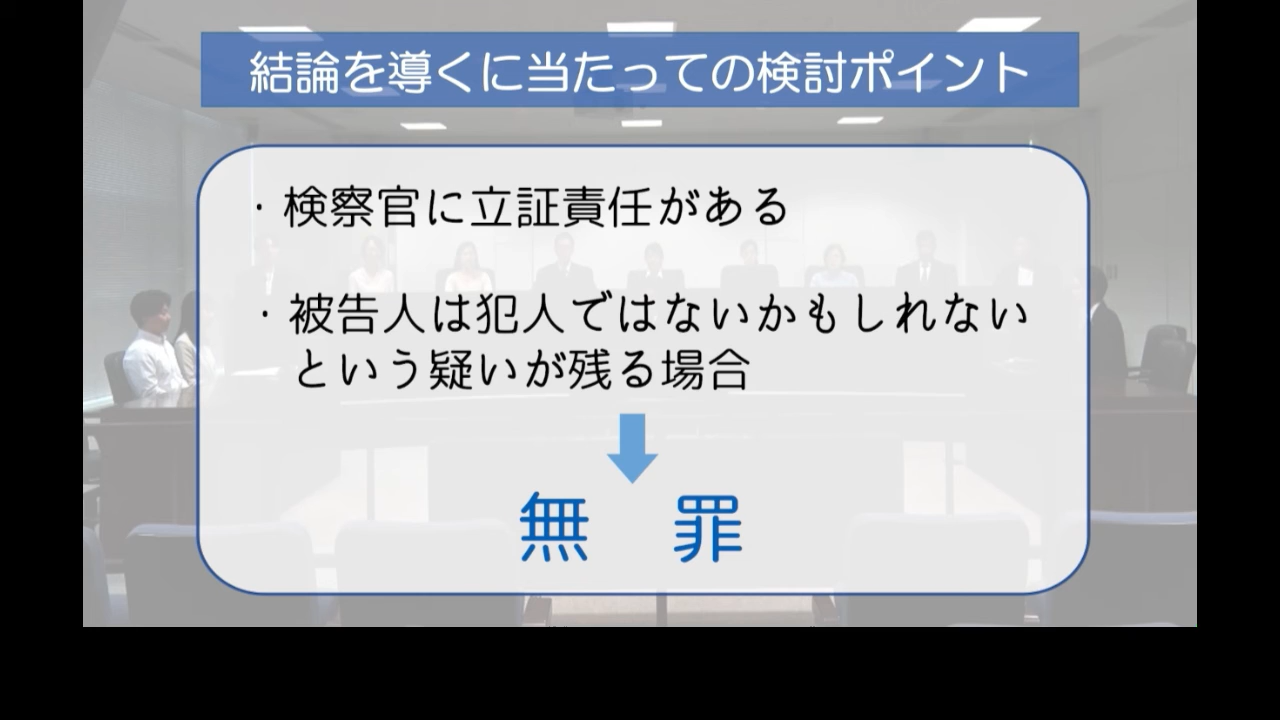 結論を導くに当たっての検討ポイント
・検察官に立証責任がある
・被告人は犯人ではないかもしれない
という疑いが残る場合
無 罪